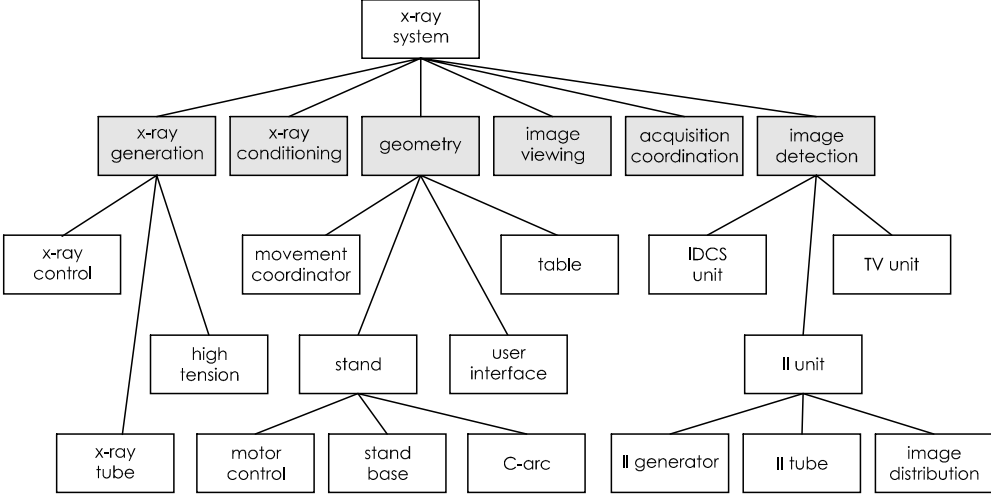 x-ray
system
x-ray
generation
x-ray
conditioning
geometry
image
viewing
acquisition
coordination
image
detection
x-ray
control
movement
coordinator
table
IDCS
unit
TV unit
high
tension
stand
user
interface
II unit
x-ray
tube
motor
control
stand
base
C-arc
II generator
II tube
image
distribution